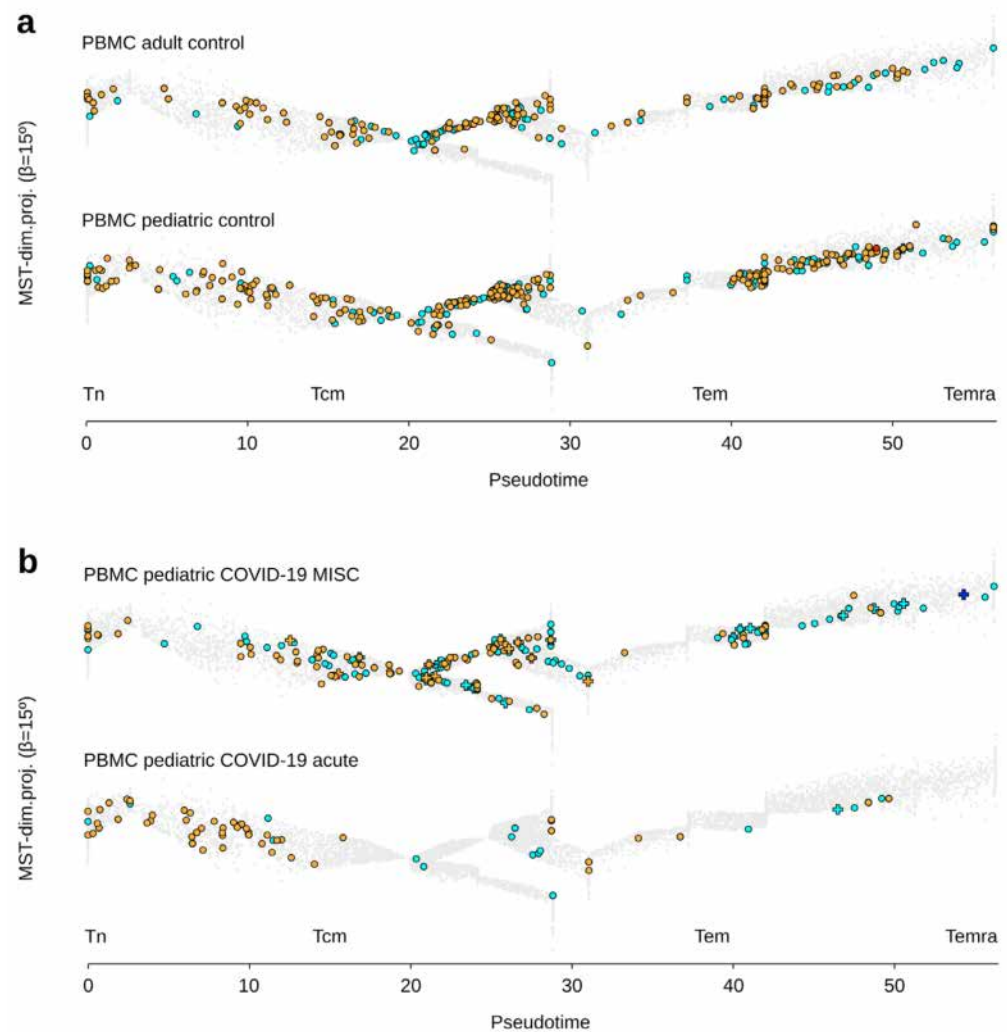 a
PBMC adult control
PBMC pediatric control
MST-dim.proj. (β=15º)
Tn Tcm Tem Temra
0 10 20 30 40 50
Pseudotime
b
PBMC pediatric COVID-19 MISC
PBMC pediatric COVID-19 acute
MST-dim.proj. (β=15º)
Tn Tcm Tem Temra
0 10 20 30 40 50
Pseudotime